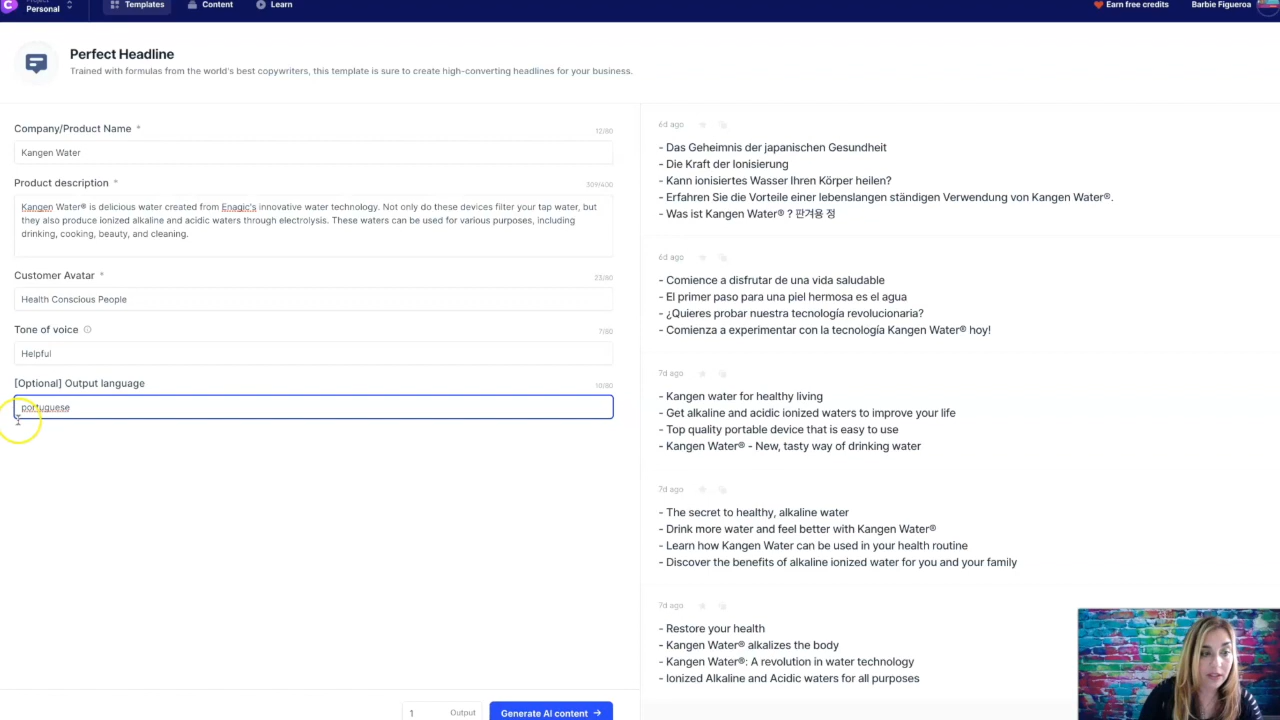 Project
Personal
Templates
Content
Learn
Earn free credits
Barbie Figueroa
Perfect Headline
Trained with formulas from the world's best copywriters, this template is sure to create high-converting headlines for your business.
Company/Product Name *
12/80
Kangen Water
Product description *
309/400
Kangen Water® is delicious water created from Enagic's innovative water technology. Not only do these devices filter your tap water, but
they also produce ionized alkaline and acidic waters through electrolysis. These waters can be used for various purposes, including
drinking, cooking, beauty, and cleaning.
Customer Avatar *
23/80
Health Conscious People
Tone of voice
7/50
Helpful
[Optional] Output language
10/80
portuguese
1
Output
Generate AI content →
6d ago
- Das Geheimnis der japanischen Gesundheit
- Die Kraft der Ionisierung
- Kann ionisiertes Wasser Ihren Körper heilen?
- Erfahren Sie die Vorteile einer lebenslangen ständigen Verwendung von Kangen Water®.
- Was ist Kangen Water® ? 판겨용 정
6d ago
- Comience a disfrutar de una vida saludable
- El primer paso para una piel hermosa es el agua
- ¿Quieres probar nuestra tecnología revolucionaria?
- Comienza a experimentar con la tecnología Kangen Water® hoy!
7d ago
- Kangen water for healthy living
- Get alkaline and acidic ionized waters to improve your life
- Top quality portable device that is easy to use
- Kangen Water® - New, tasty way of drinking water
7d ago
- The secret to healthy, alkaline water
- Drink more water and feel better with Kangen Water®
- Learn how Kangen Water can be used in your health routine
- Discover the benefits of alkaline ionized water for you and your family
7d ago
- Restore your health
- Kangen Water® alkalizes the body
- Kangen Water®: A revolution in water technology
- Ionized Alkaline and Acidic waters for all purposes